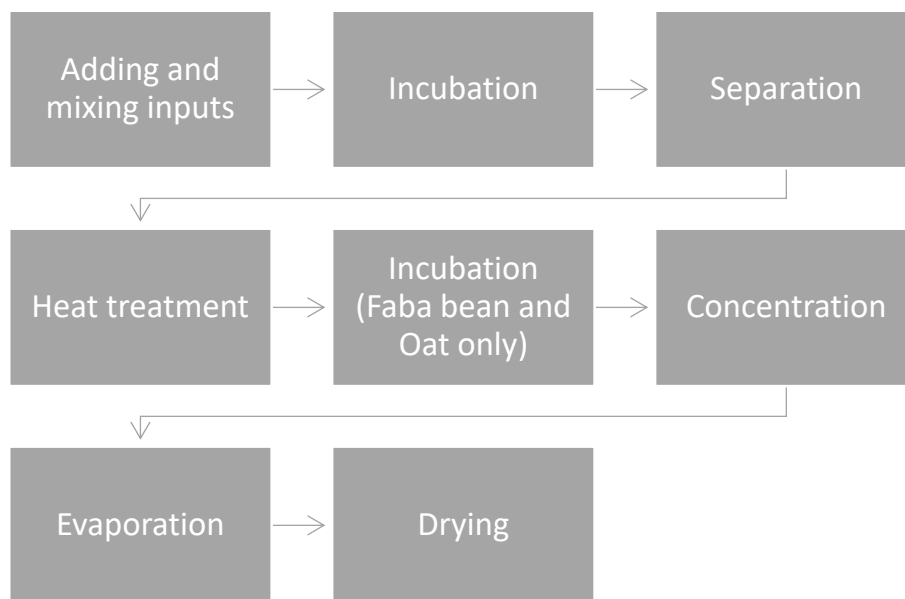 Adding and
mixing inputs
Incubation
Separation
Heat treatment
Incubation
(Faba bean and
Oat only)
Concentration
Evaporation
Drying